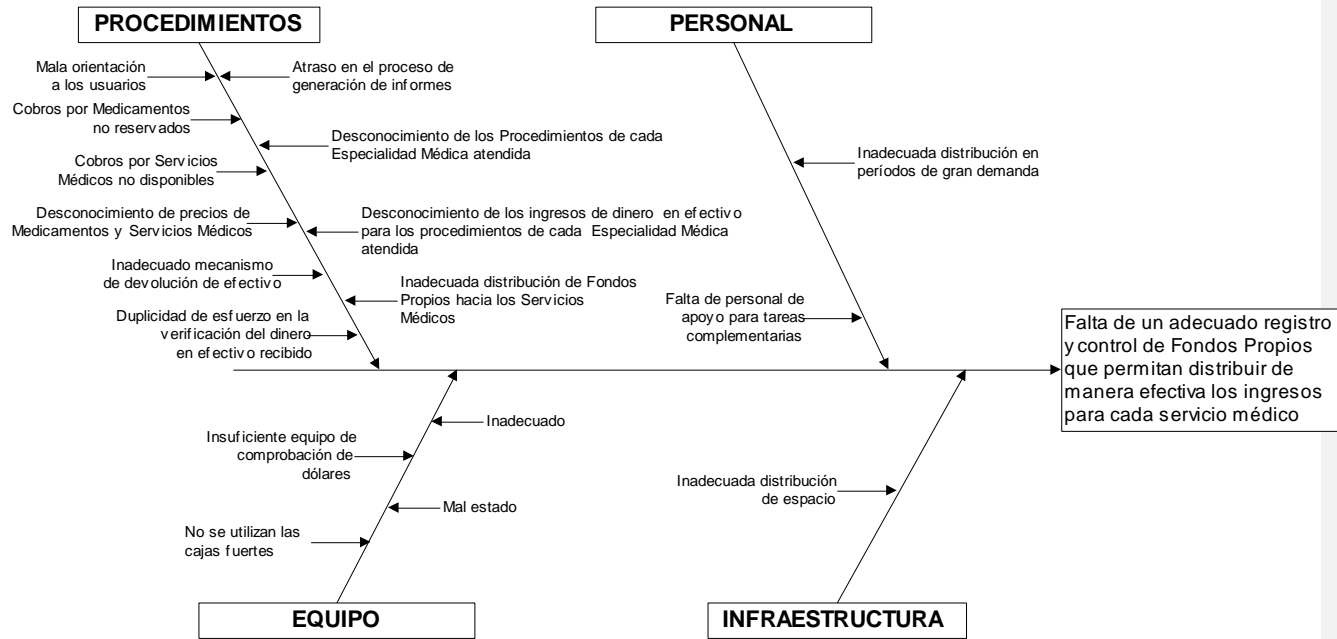 PROCEDIMIENTOS
PERSONAL
Mala orientación
a los usuarios
Atraso en el proceso de
generación de informes
Cobros por Medicamentos
no reservados
Desconocimiento de los Procedimientos de cada
Especialidad Médica atendida
Cobros por Servicios
Médicos no disponibles
Inadecuada distribución en
períodos de gran demanda
Desconocimiento de precios de
Medicamentos y Servicios Médicos
Desconocimiento de los ingresos de dinero en efectivo
para los procedimientos de cada Especialidad Médica
atendida
Inadecuado mecanismo
de devolución de efectivo
Inadecuada distribución de Fondos
Propios hacia los Servicios
Médicos
Falta de personal de
apoyo para tareas
complementarias
Duplicidad de esfuerzo en la
verificación del dinero
en efectivo recibido
Falta de un adecuado registro
y control de Fondos Propios
que permitan distribuir de
manera efectiva los ingresos
para cada servicio médico
Inadecuado
Insuficiente equipo de
comprobación de
dólares
Inadecuada distribución
de espacio
Mal estado
No se utilizan las
cajas fuertes
EQUIPO
INFRAESTRUCTURA